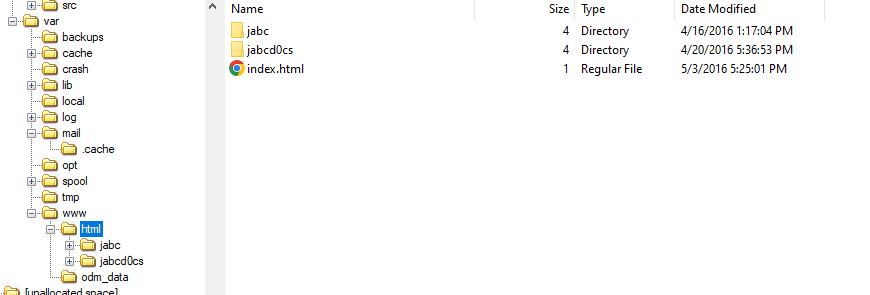 src
var
backups
cache
crash
lib
local
log
mail
.cache
opt
spool
tmp
www
html
jabc
jabcd0cs
odm_data
[unallocated space]
Name Size Type Date Modified
jabc 4 Directory 4/16/2016 1:17:04 PM
jabcd0cs 4 Directory 4/20/2016 5:36:53 PM
index.html 1 Regular File 5/3/2016 5:25:01 PM